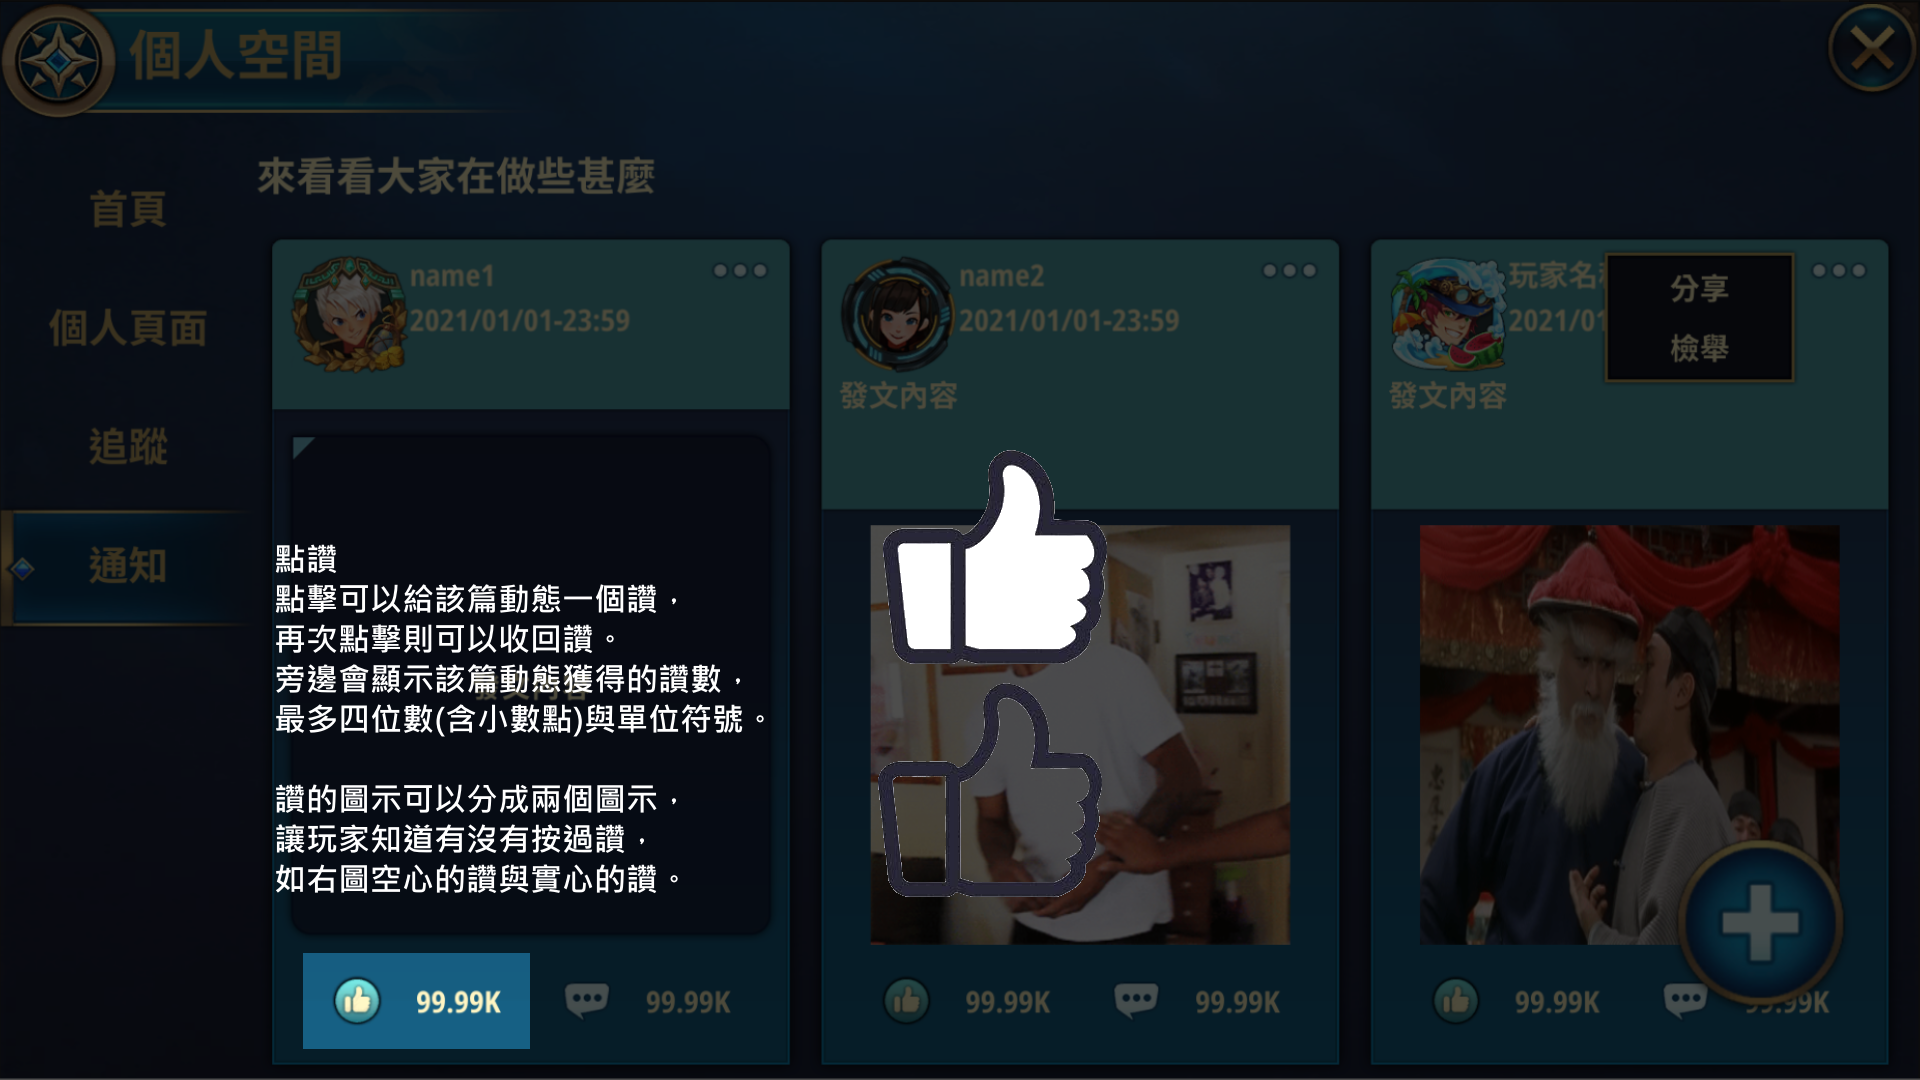 個人空間
來看看大家在做些甚麼
首頁
個人頁面
追蹤
通知
name1
2021/01/01-23:59
name2
2021/01/01-23:59
發文內容
玩家名
2021/01
分享
檢舉
發文內容
點讚
點擊可以給該篇動態一個讚，
再次點擊則可以收回讚。
旁邊會顯示該篇動態獲得的讚數，
最多四位數(含小數點)與單位符號。
讚的圖示可以分成兩個圖示，
讓玩家知道有沒有按過讚，
如右圖空心的讚與實心的讚。
發文內容
99.99K
99.99K
99.99K
99.99K
99.99K
99.99K